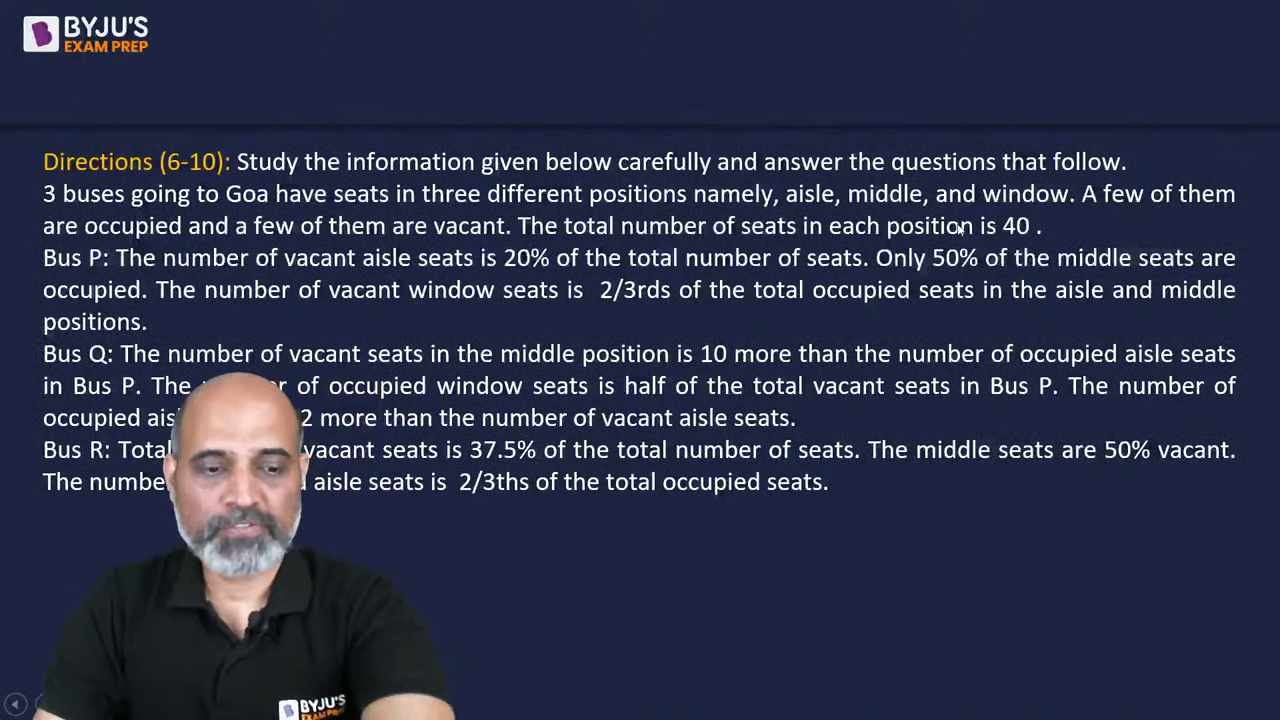 BYJU'S
EXAM PREP
Directions (6-10): Study the information given below carefully and answer the questions that follow.
3 buses going to Goa have seats in three different positions namely, aisle, middle, and window. A few of them
are occupied and a few of them are vacant. The total number of seats in each position is 40 .
Bus P: The number of vacant aisle seats is 20% of the total number of seats. Only 50% of the middle seats are
occupied. The number of vacant window seats is 2/3rds of the total occupied seats in the aisle and middle
positions.
Bus Q: The number of vacant seats in the middle position is 10 more than the number of occupied aisle seats
in Bus P. The of occupied window seats is half of the total vacant seats in Bus P. The number of
occupied 2 more than the number of vacant aisle seats.
Bus R: Total vacant seats is 37.5% of the total number of seats. The middle seats are 50% vacant.
The aisle seats is 2/3ths of the total occupied seats.
BYJU'S
EXAM PREP